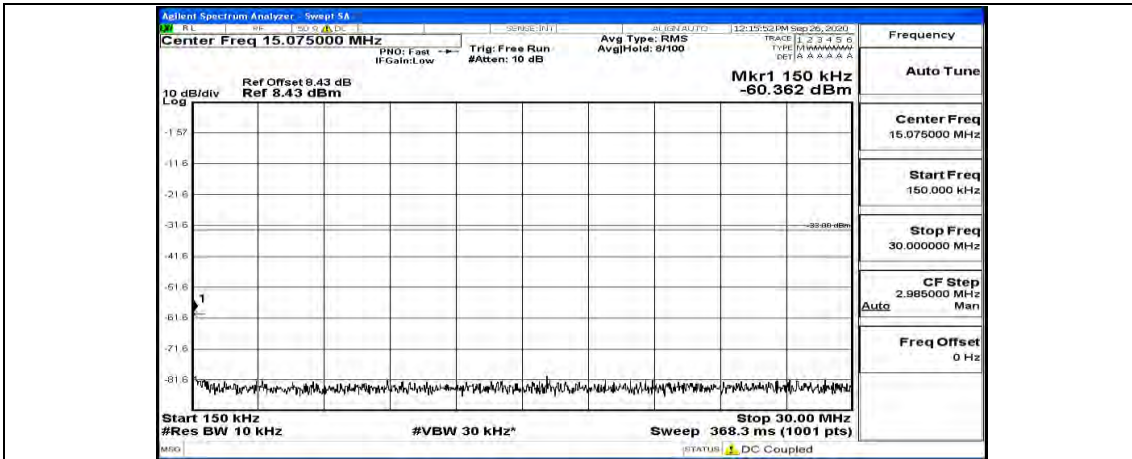 Agilent Spectrum Analyzer - Swept SA
RL RF 50 Ω DC SENSE:INT ALIGN AUTO 12:15:52 PM Sep 26, 2020
Center Freq 15.075000 MHz
PNO: Fast
IFGain:Low
Trig: Free Run
#Atten: 10 dB
Avg Type: RMS
Avg|Hold: 8/100
TRACE 1 2 3 4 5 6
TYPE M WWWWW
DET A A A A A A
Frequency
Auto Tune
Ref Offset 8.43 dB
10 dB/div Ref 8.43 dBm
Log
Mkr1 150 kHz
-60.362 dBm
-1.57
-11.6
-21.6
-31.6
-33.00 dBm
-41.6
-51.6
1
-61.6
-71.6
-81.6
Center Freq
15.075000 MHz
Start Freq
150.000 kHz
Stop Freq
30.000000 MHz
CF Step
2.985000 MHz
Auto Man
Freq Offset
0 Hz
Start 150 kHz Stop 30.00 MHz
#Res BW 10 kHz #VBW 30 kHz* Sweep 368.3 ms (1001 pts)
MSG STATUS DC Coupled